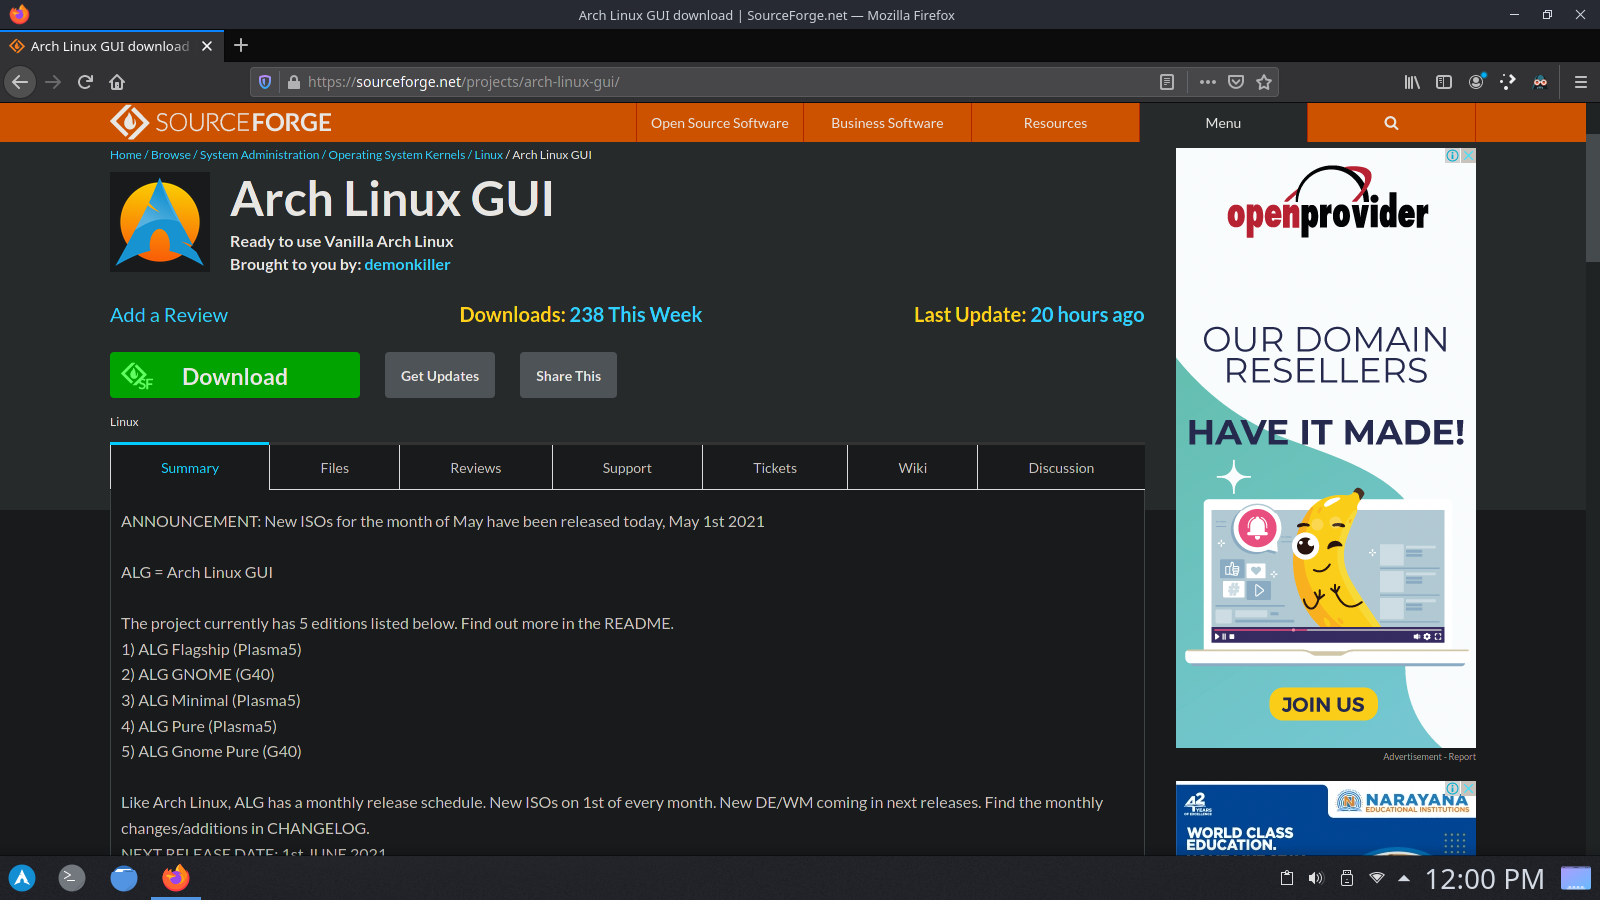 Arch Linux GUI download | SourceForge.net — Mozilla Firefox
Arch Linux GUI download
https://sourceforge.net/projects/arch-linux-gui/
SOURCEFORGE
Open Source Software
Business Software
Resources
Menu
Home / Browse / System Administration / Operating System Kernels / Linux / Arch Linux GUI
Arch Linux GUI
Ready to use Vanilla Arch Linux
Brought to you by: demonkiller
Add a Review
Downloads: 238 This Week
Last Update: 20 hours ago
SF
Download
Get Updates
Share This
Linux
Summary
Files
Reviews
Support
Tickets
Wiki
Discussion
ANNOUNCEMENT: New ISOs for the month of May have been released today, May 1st 2021
ALG = Arch Linux GUI
The project currently has 5 editions listed below. Find out more in the README.
1) ALG Flagship (Plasma5)
2) ALG GNOME (G40)
3) ALG Minimal (Plasma5)
4) ALG Pure (Plasma5)
5) ALG Gnome Pure (G40)
Like Arch Linux, ALG has a monthly release schedule. New ISOs on 1st of every month. New DE/WM coming in next releases. Find the monthly
changes/additions in CHANGELOG.
NEXT RELEASE DATE: 1st JUNE 2021
openprovider
OUR DOMAIN
RESELLERS
HAVE IT MADE!
JOIN US
Advertisement - Report
42
YEARS
OF EXCELLENCE
NARAYANA
EDUCATIONAL INSTITUTIONS
WORLD CLASS
EDUCATION.
12:00 PM